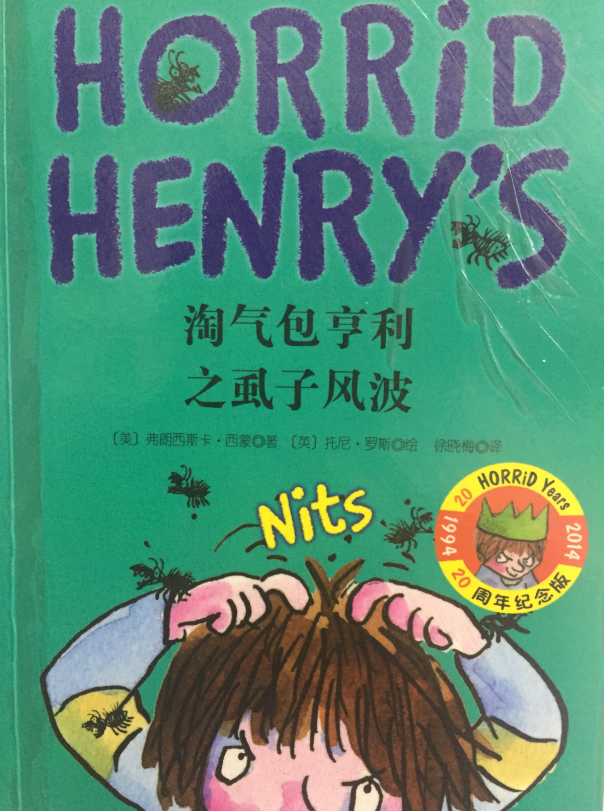 HORRiD
HENRY'S
淘气包亨利
之虱子风波
〔美〕弗朗西斯卡·西蒙◎著 〔英〕托尼·罗斯◎绘 徐晓梅◎译
Nits
20 HORRiD Years
1994
2014
20 周年纪念版